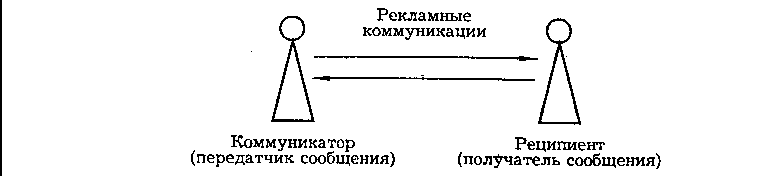 Рекламные
коммуникации
Коммуникатор
(передатчик сообщения)
Реципиент
(получатель сообщения)